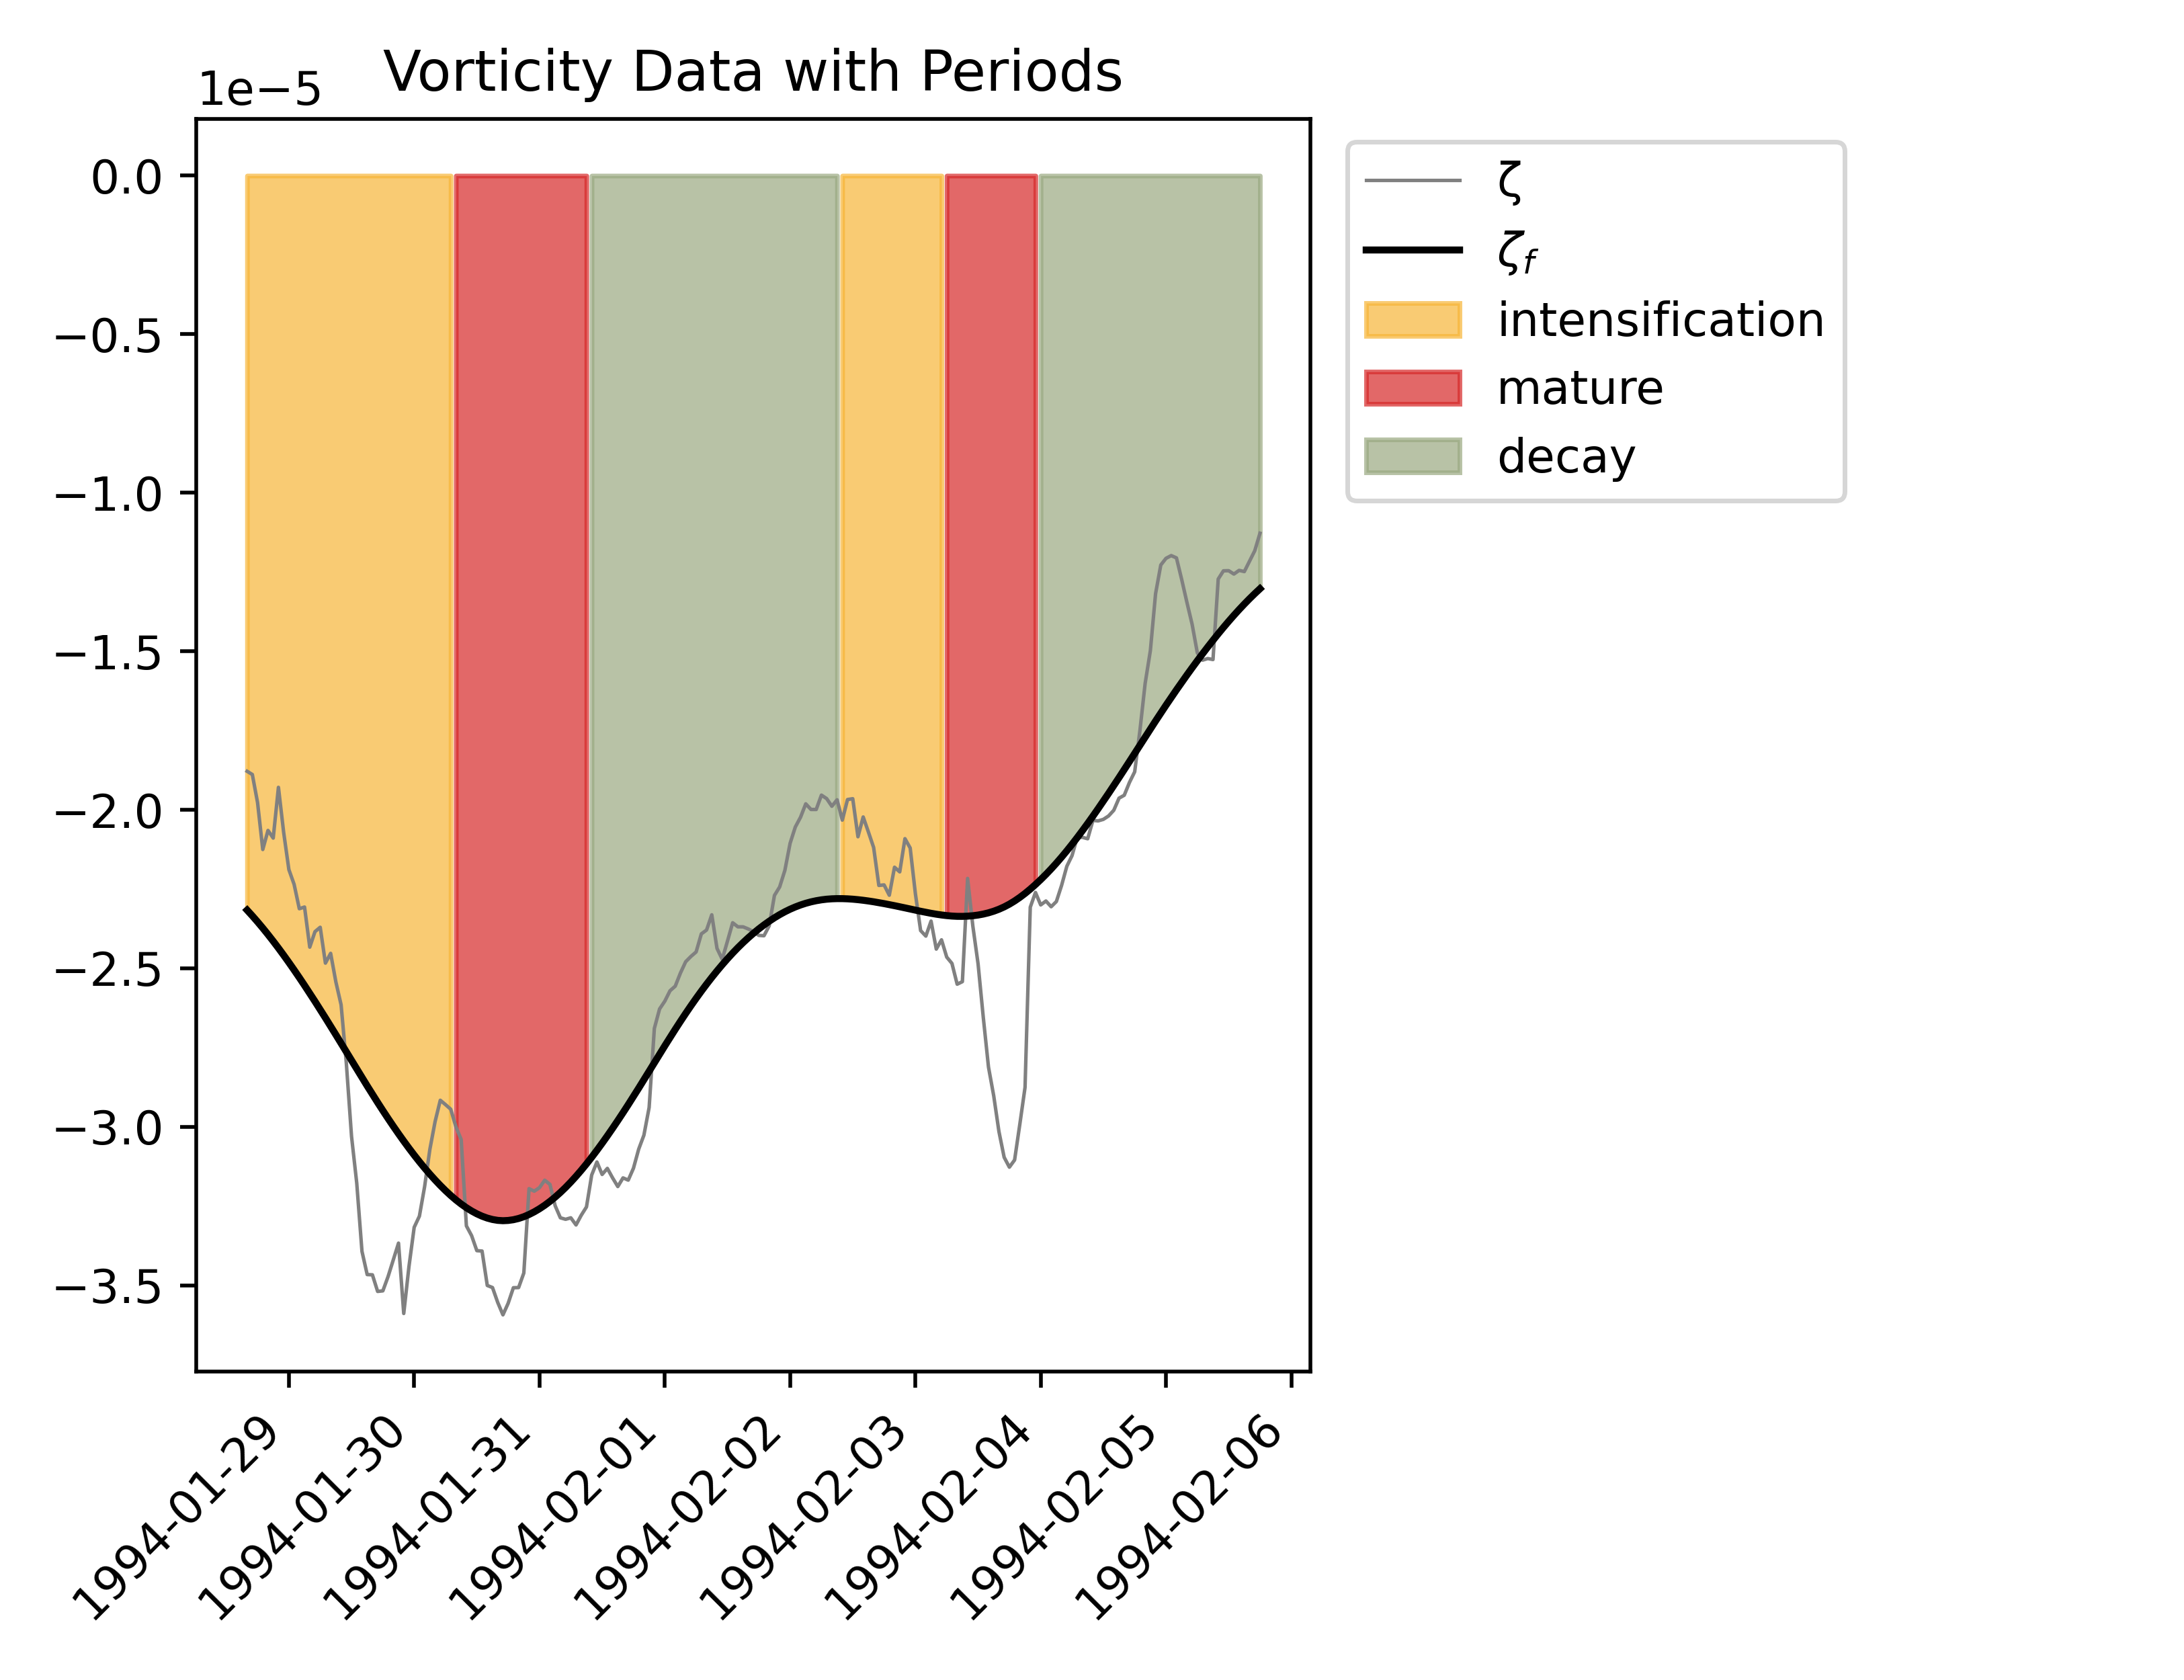 Vorticity Data with Periods
1e−5
0.0
−0.5
−1.0
−1.5
−2.0
−2.5
−3.0
−3.5
1994-01-29
1994-01-30
1994-01-31
1994-02-01
1994-02-02
1994-02-03
1994-02-04
1994-02-05
1994-02-06
ζ
ζf
intensification
mature
decay